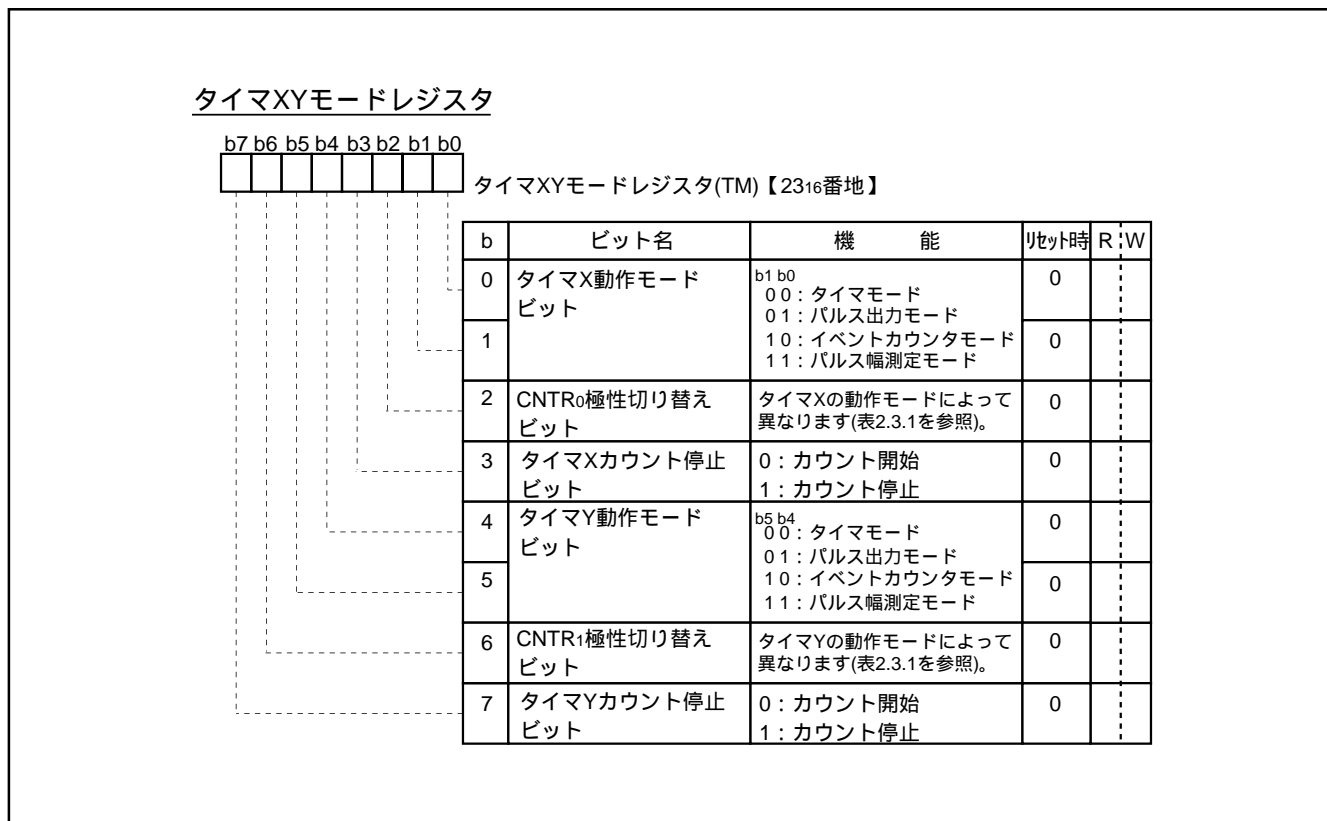 タイマXYモードレジスタ
b7 b6 b5 b4 b3 b2 b1 b0
タイマXYモードレジスタ(TM)【2316番地】
b ビット名 機 能 リセット時 R W
0 タイマX動作モード
ビット
b1 b0
0 0：タイマモード
0 1：パルス出力モード
1 0：イベントカウンタモード
1 1：パルス幅測定モード
0
1 0
2 CNTR0極性切り替え
ビット
タイマXの動作モードによって
異なります(表2.3.1を参照)。
0
3 タイマXカウント停止
ビット
0：カウント開始
1：カウント停止
0
4 タイマY動作モード
ビット
b5 b4
0 0：タイマモード
0 1：パルス出力モード
1 0：イベントカウンタモード
1 1：パルス幅測定モード
0
5 0
6 CNTR1極性切り替え
ビット
タイマYの動作モードによって
異なります(表2.3.1を参照)。
0
7 タイマYカウント停止
ビット
0：カウント開始
1：カウント停止
0